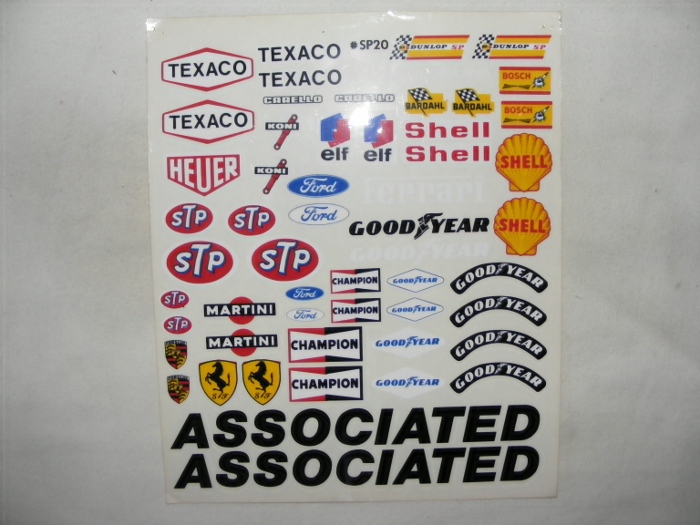 TEXACO
TEXACO
#SP20
DUNLOP SP
DUNLOP SP
TEXACO
BOSCH
CARELLO
CARELLO
BARDAHL
BARDAHL
BOSCH
TEXACO
KONI
elf
elf
Shell
Shell
SHELL
HEUER
KONI
Ford
Ferrari
STP
STP
Ford
GOODYEAR
SHELL
STP
STP
GOODYEAR
STP
Ford
CHAMPION
GOODYEAR
GOODYEAR
STP
MARTINI
Ford
CHAMPION
GOODYEAR
GOODYEAR
MARTINI
CHAMPION
GOODYEAR
GOODYEAR
S F
S F
CHAMPION
GOODYEAR
GOODYEAR
ASSOCIATED
ASSOCIATED